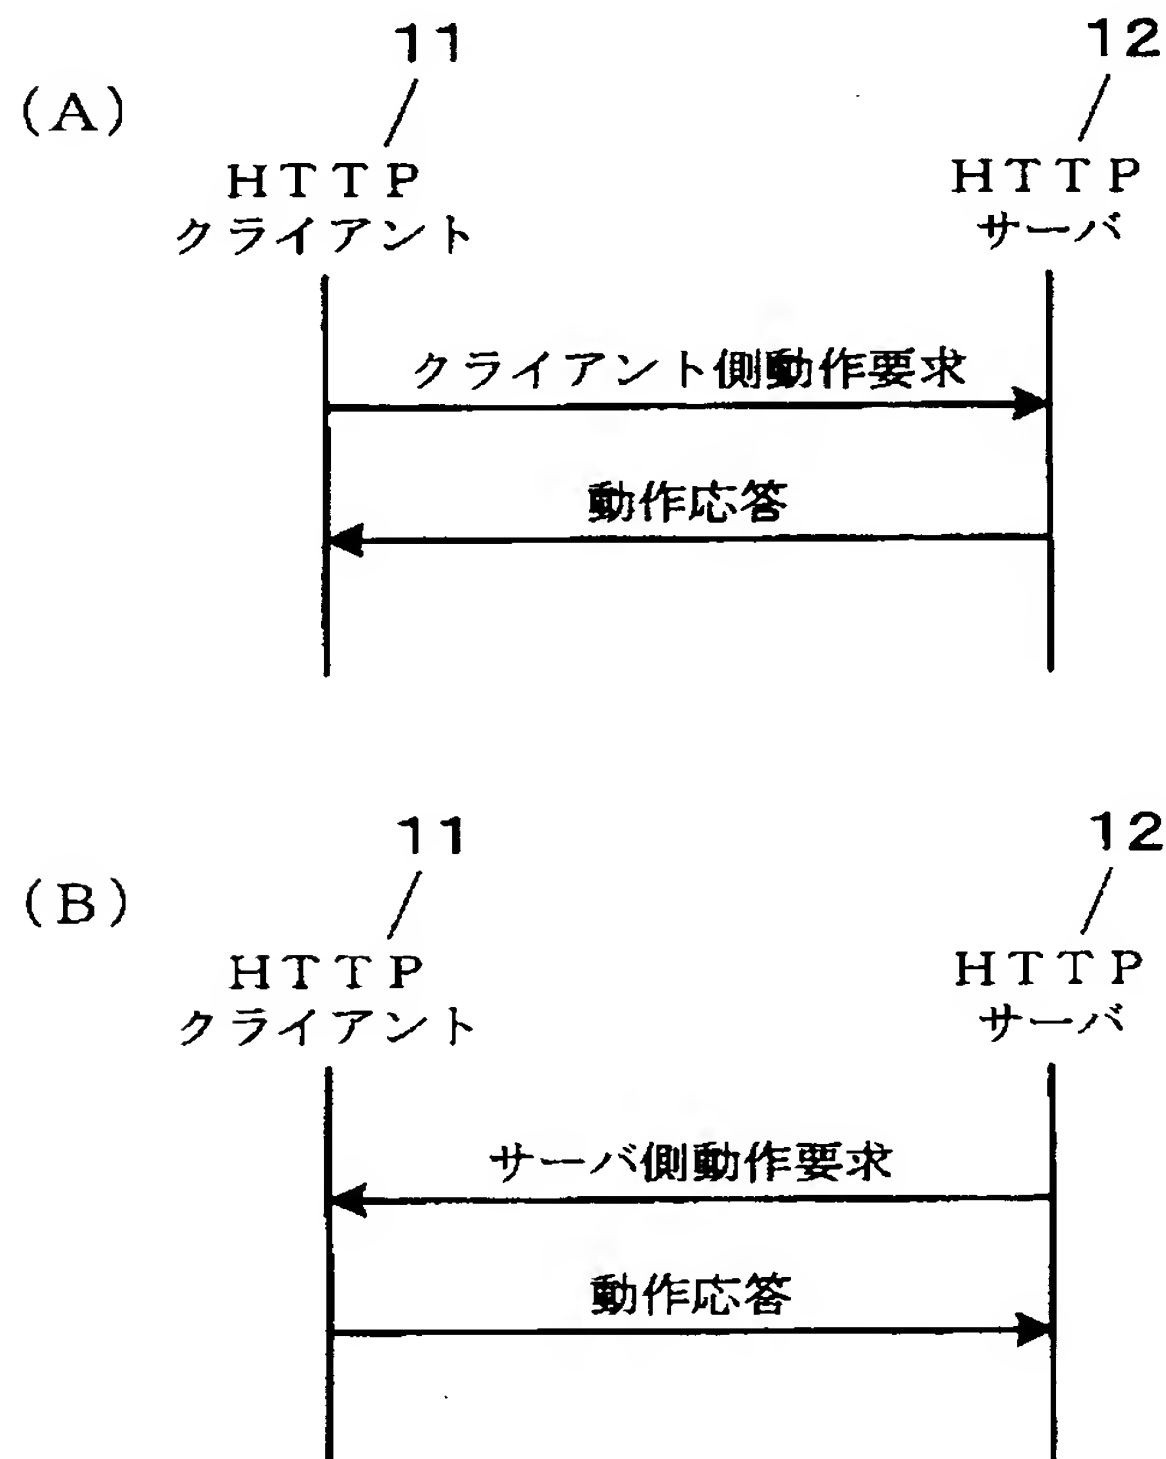 11
12
(A)
HTTP
クライアント
HTTP
サーバ
クライアント側動作要求
動作応答
11
12
(B)
HTTP
クライアント
HTTP
サーバ
サーバ側動作要求
動作応答